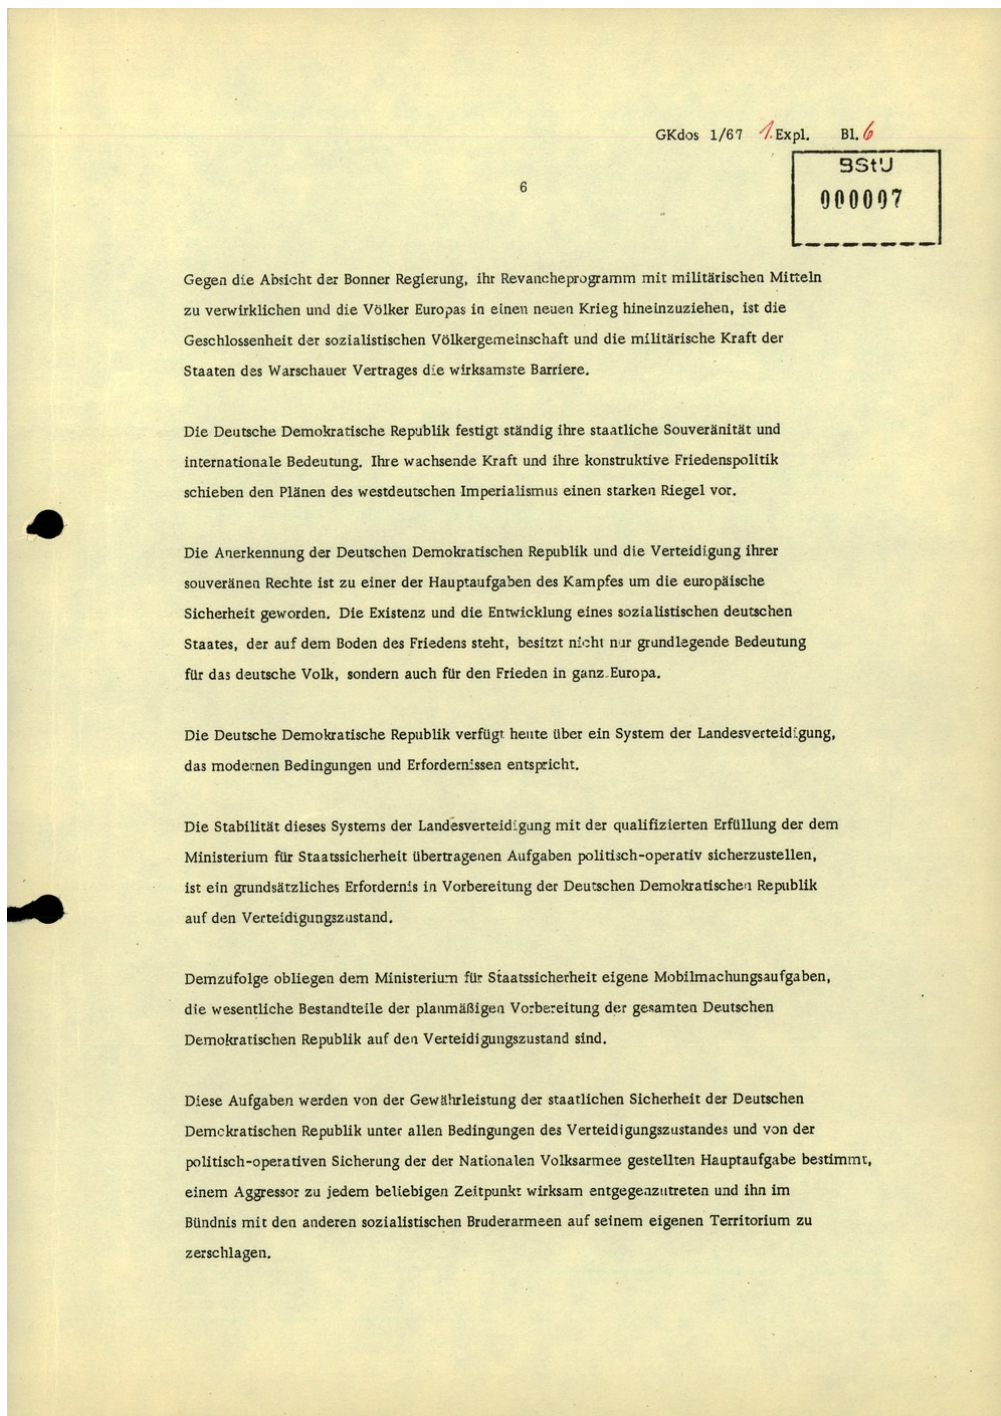 GKdos 1/67 1. Expl. Bl. 6
BStU
000007
6
Gegen die Absicht der Bonner Regierung, ihr Revancheprogramm mit militärischen Mitteln
zu verwirklichen und die Völker Europas in einen neuen Krieg hineinzuziehen, ist die
Geschlossenheit der sozialistischen Völkergemeinschaft und die militärische Kraft der
Staaten des Warschauer Vertrages die wirksamste Barriere.
Die Deutsche Demokratische Republik festigt ständig ihre staatliche Souveränität und
internationale Bedeutung. Ihre wachsende Kraft und ihre konstruktive Friedenspolitik
schieben den Plänen des westdeutschen Imperialismus einen starken Riegel vor.
Die Anerkennung der Deutschen Demokratischen Republik und die Verteidigung ihrer
souveränen Rechte ist zu einer der Hauptaufgaben des Kampfes um die europäische
Sicherheit geworden. Die Existenz und die Entwicklung eines sozialistischen deutschen
Staates, der auf dem Boden des Friedens steht, besitzt nicht nur grundlegende Bedeutung
für das deutsche Volk, sondern auch für den Frieden in ganz Europa.
Die Deutsche Demokratische Republik verfügt heute über ein System der Landesverteidigung,
das modernen Bedingungen und Erfordernissen entspricht.
Die Stabilität dieses Systems der Landesverteidigung mit der qualifizierten Erfüllung der dem
Ministerium für Staatssicherheit übertragenen Aufgaben politisch-operativ sicherzustellen,
ist ein grundsätzliches Erfordernis in Vorbereitung der Deutschen Demokratischen Republik
auf den Verteidigungszustand.
Demzufolge obliegen dem Ministerium für Staatssicherheit eigene Mobilmachungsaufgaben,
die wesentliche Bestandteile der planmäßigen Vorbereitung der gesamten Deutschen
Demokratischen Republik auf den Verteidigungszustand sind.
Diese Aufgaben werden von der Gewährleistung der staatlichen Sicherheit der Deutschen
Demokratischen Republik unter allen Bedingungen des Verteidigungszustandes und von der
politisch-operativen Sicherung der der Nationalen Volksarmee gestellten Hauptaufgabe bestimmt,
einem Aggressor zu jedem beliebigen Zeitpunkt wirksam entgegenzutreten und ihn im
Bündnis mit den anderen sozialistischen Bruderarmeen auf seinem eigenen Territorium zu
zerschlagen.